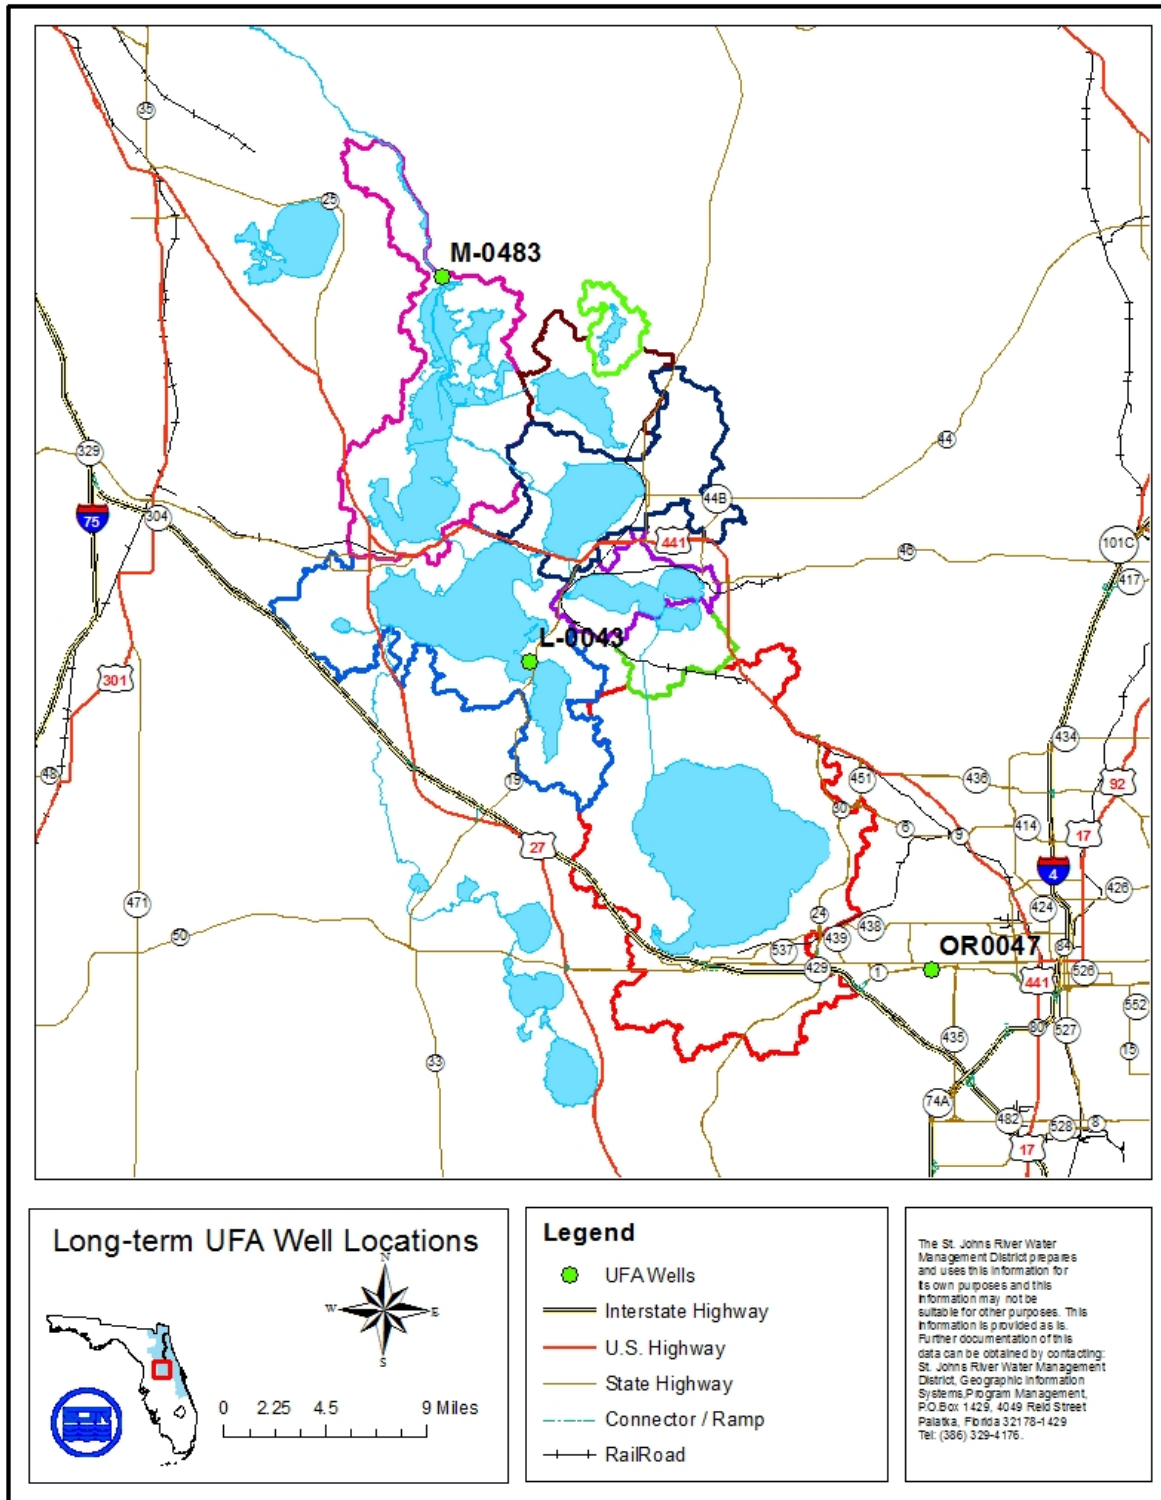 35
25
M-0483
44
329
44B
75
304
441
101C
46
417
L-0043
301
434
48
451
436
92
19
30
414
6
9
17
27
4
426
471
424
24
438
50
439
OR0047
84
537
429
1
441
526
552
80
527
435
15
33
74A
482
528
8
17
Long-term UFA Well Locations
N
W
E
S
0 2.25 4.5 9 Miles
Legend
UFA Wells
Interstate Highway
U.S. Highway
State Highway
Connector / Ramp
RailRoad
The St. Johns River Water
Management District prepares
and uses this information for
its own purposes and this
information may not be
suitable for other purposes. This
information is provided as is.
Further documentation of this
data can be obtained by contacting:
St. Johns River Water Management
District, Geographic Information
Systems,Program Management,
P.O.Box 1429, 4049 Reid Street
Palatka, Florida 32178-1429
Tel: (386) 329-4176.